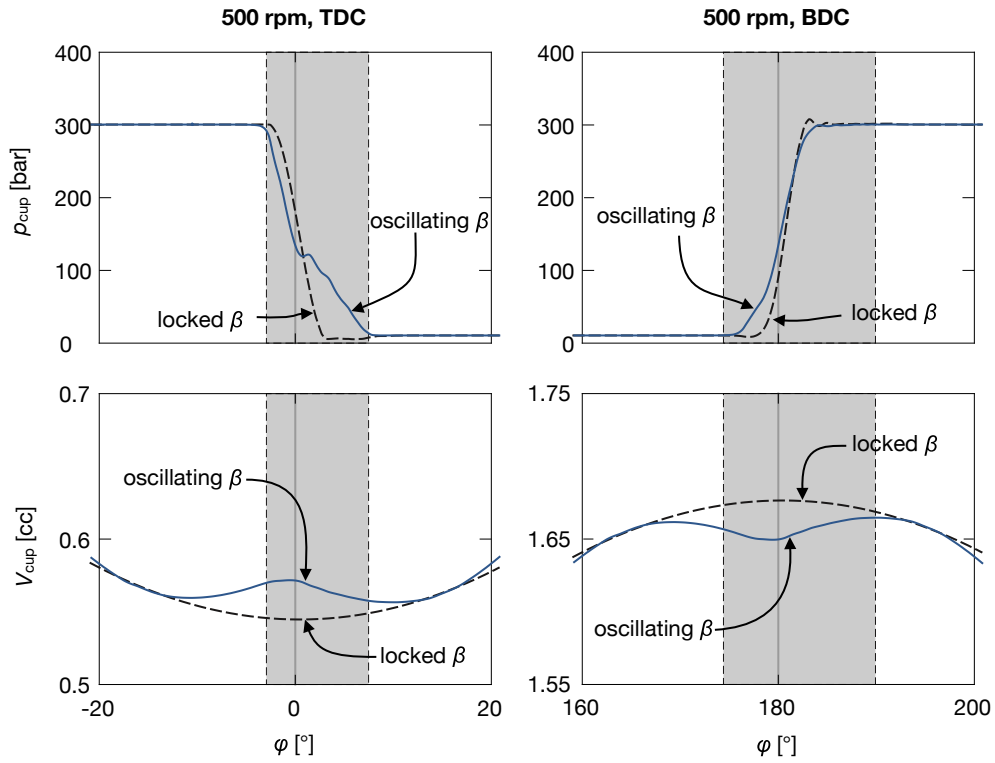 500 rpm, TDC
500 rpm, BDC
400
300
200
100
0
p_cup [bar]
oscillating β
locked β
400
300
200
100
0
oscillating β
locked β
0.7
0.6
0.5
V_cup [cc]
oscillating β
locked β
-20
0
20
φ [°]
1.75
1.65
1.55
locked β
oscillating β
160
180
200
φ [°]